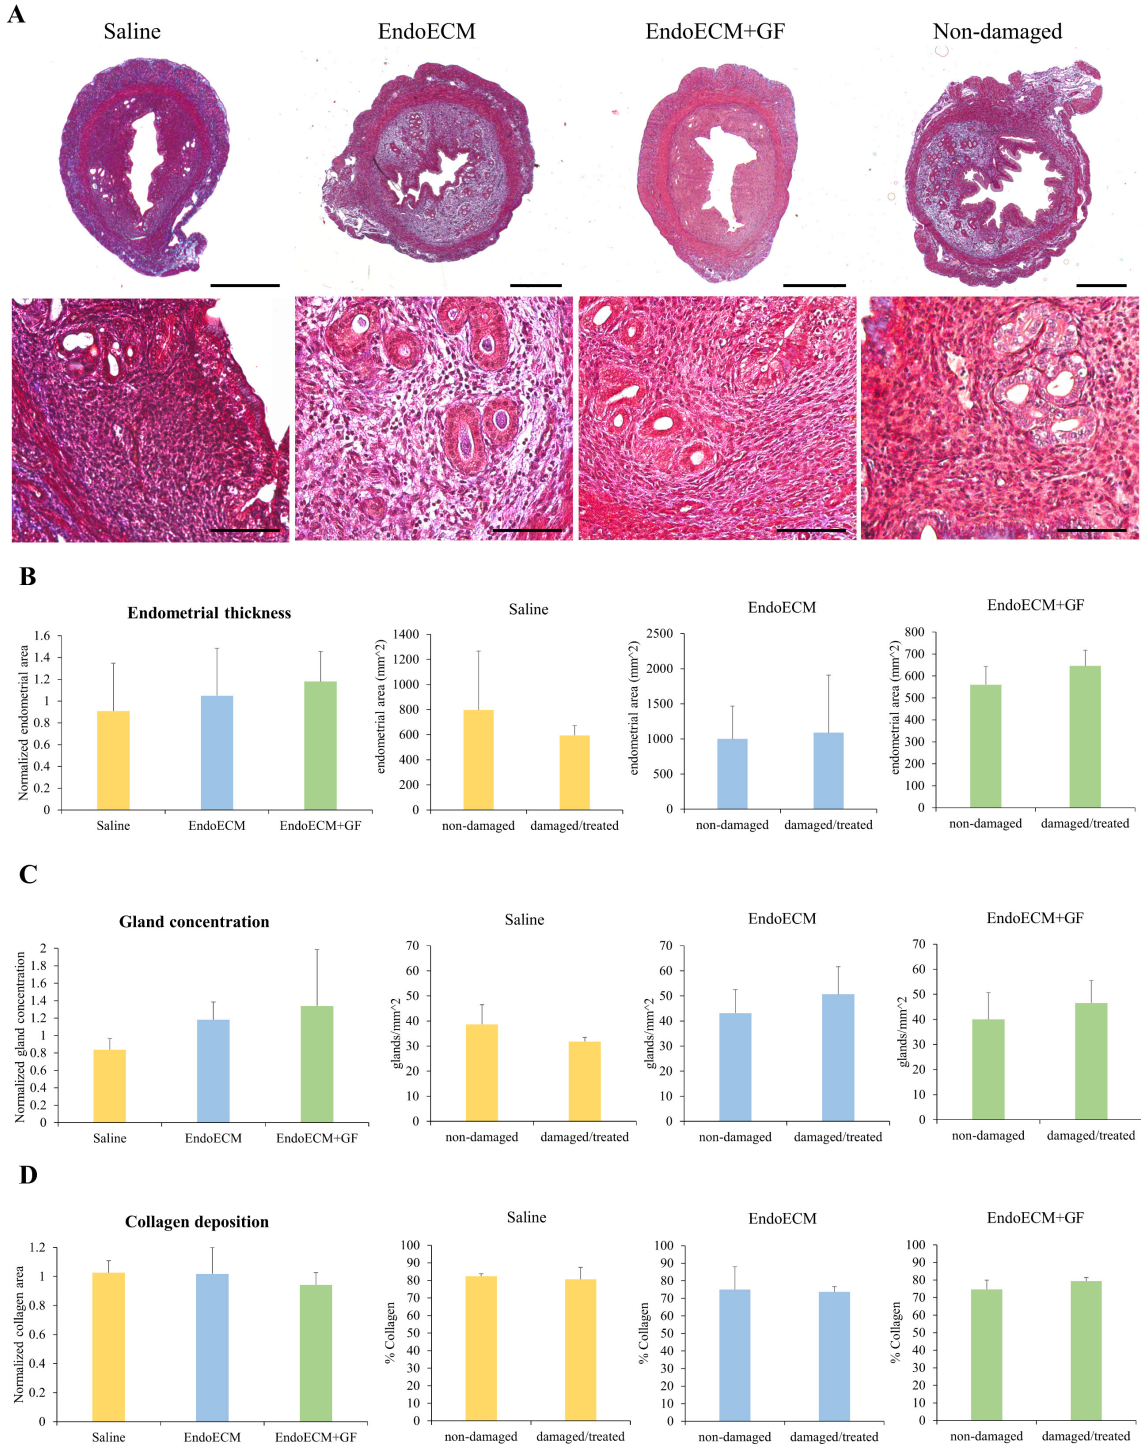 A
Saline
EndoECM
EndoECM+GF
Non-damaged
B
Endometrial thickness
Normalized endometrial area
1.6
1.4
1.2
1
0.8
0.6
0.4
0.2
0
Saline
EndoECM
EndoECM+GF
Saline
endometrial area (mm^2)
1400
1200
1000
800
600
400
200
0
non-damaged
damaged/treated
EndoECM
endometrial area (mm^2)
2500
2000
1500
1000
500
0
non-damaged
damaged/treated
EndoECM+GF
endometrial area (mm^2)
800
700
600
500
400
300
200
100
0
non-damaged
damaged/treated
C
Gland concentration
Normalized gland concentration
2
1.8
1.6
1.4
1.2
1
0.8
0.6
0.4
0.2
0
Saline
EndoECM
EndoECM+GF
Saline
glands/mm^2
70
60
50
40
30
20
10
0
non-damaged
damaged/treated
EndoECM
glands/mm^2
70
60
50
40
30
20
10
0
non-damaged
damaged/treated
EndoECM+GF
glands/mm^2
70
60
50
40
30
20
10
0
non-damaged
damaged/treated
D
Collagen deposition
Normalized collagen area
1.2
1
0.8
0.6
0.4
0.2
0
Saline
EndoECM
EndoECM+GF
Saline
% Collagen
100
90
80
70
60
50
40
30
20
10
0
non-damaged
damaged/treated
EndoECM
% Collagen
100
90
80
70
60
50
40
30
20
10
0
non-damaged
damaged/treated
EndoECM+GF
% Collagen
100
90
80
70
60
50
40
30
20
10
0
non-damaged
damaged/treated